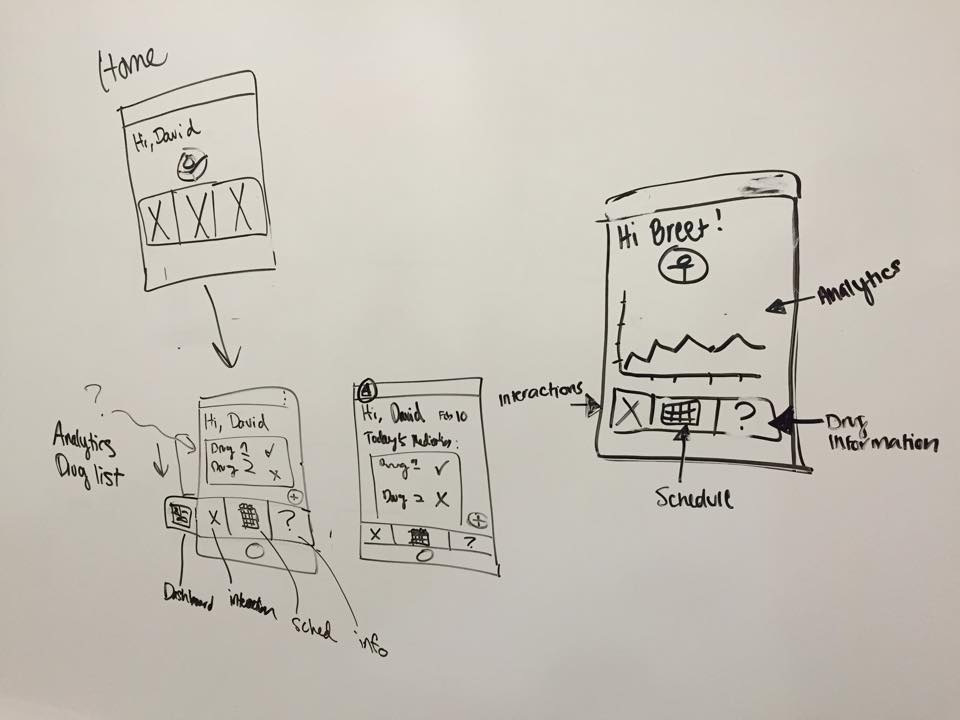 Home
Hi, David
X X X
?
Analytics
Drug list
Hi, David
Drug 1 ✓
Drug 2 X
+
X ?
Dashboard
interaction
sched
info
A
Hi, David Feb 10
Today's Medication:
Drug 1 ✓
Drug 2 X
+
X ?
Hi Breet!
Analytics
Interactions
X ?
Drug
Information
Schedule